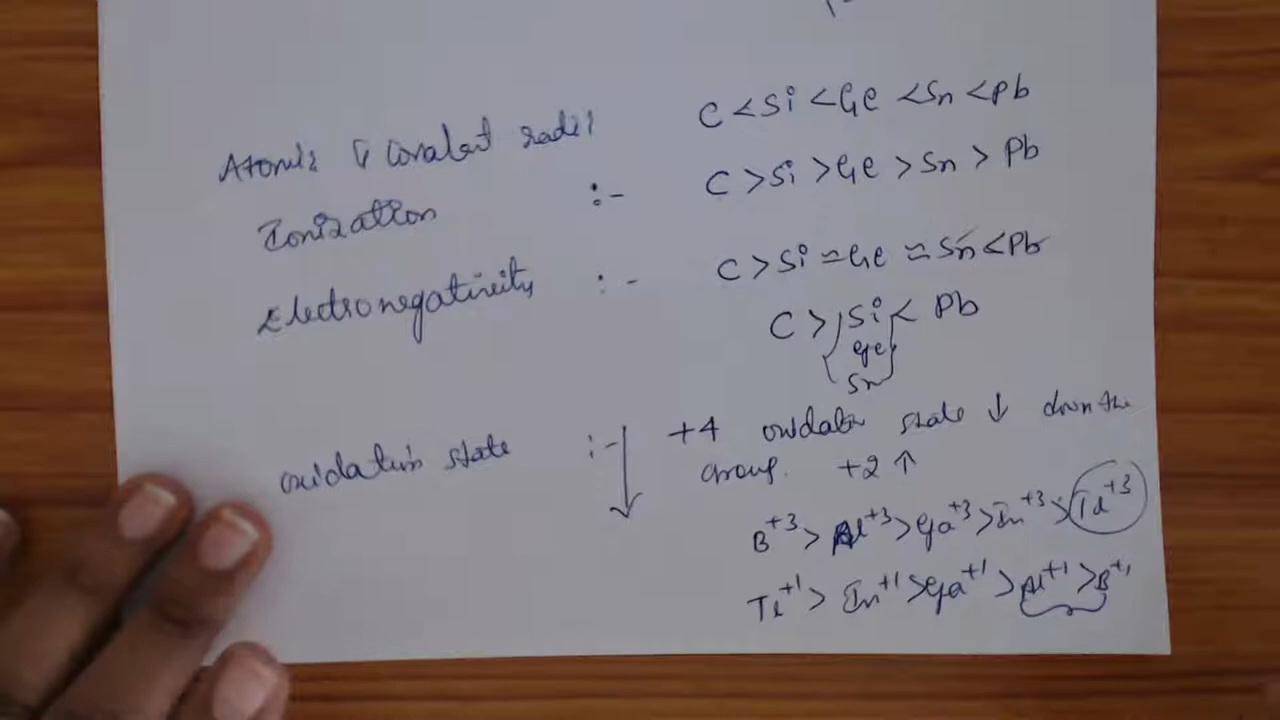 Atomic & Covalent radii C < Si < Ge < Sn < Pb
Ionization :- C > Si > Ge > Sn > Pb
Electronegativity :- C > Si ≃ Ge ≃ Sn < Pb
C > Si < Pb
Ge
Sn
oxidation state :- +4 oxidation state ↓ down the
group. +2 ↑
B+3 > Al+3 > Ga+3 > In+3 > Tl+3
Tl+1 > In+1 > Ga+1 > Al+1 > B+1